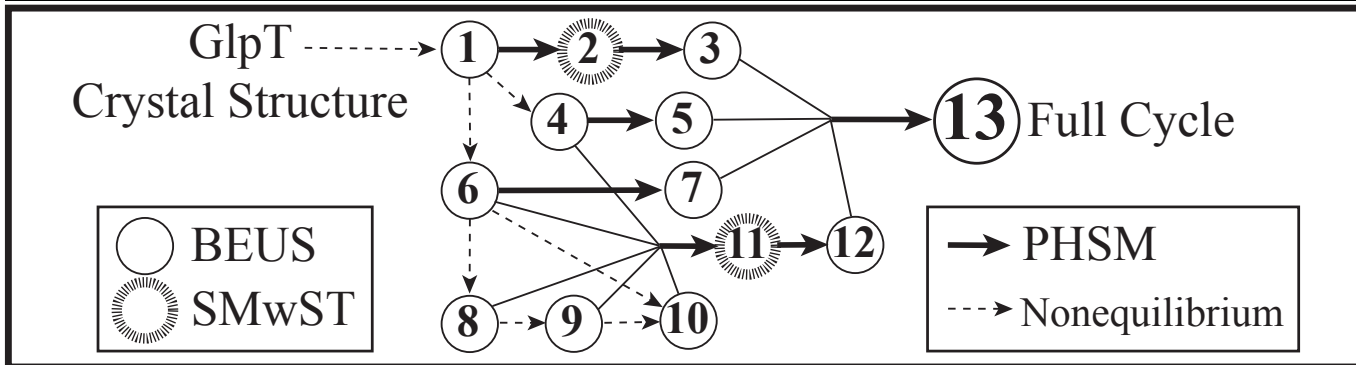 GlpT
Crystal Structure
1
2
3
4
5
13
Full Cycle
6
7
BEUS
SMwST
8
9
10
11
12
PHSM
Nonequilibrium